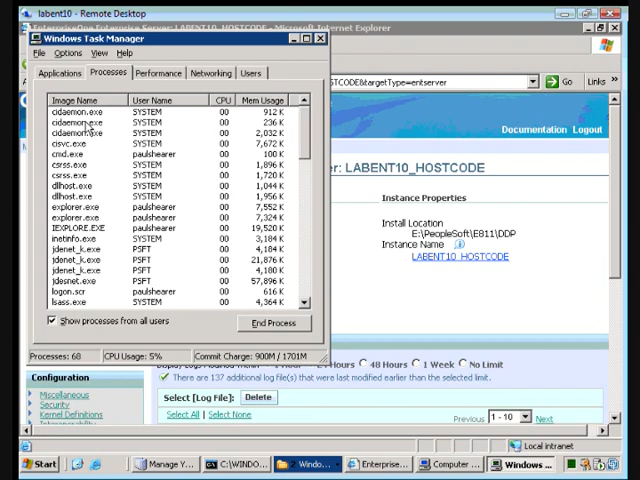 labent10 - Remote Desktop
Internet Explorer
Windows Task Manager
File Options View Help
Applications Processes Performance Networking Users
Image Name User Name CPU Mem Usage
cidaemon.exe SYSTEM 00 912 K
cidaemon.exe SYSTEM 00 236 K
cidaemon.exe SYSTEM 00 2,032 K
cisvc.exe SYSTEM 00 7,672 K
cmd.exe paulshearer 00 100 K
csrss.exe SYSTEM 00 1,896 K
csrss.exe SYSTEM 00 1,720 K
dllhost.exe SYSTEM 00 1,044 K
dllhost.exe SYSTEM 00 1,956 K
explorer.exe paulshearer 00 7,552 K
explorer.exe paulshearer 00 7,324 K
IEXPLORE.EXE paulshearer 00 19,520 K
inetinfo.exe SYSTEM 00 3,184 K
jdenet_k.exe PSFT 00 4,184 K
jdenet_k.exe PSFT 00 21,876 K
jdenet_k.exe PSFT 00 4,180 K
jdesnet.exe PSFT 00 57,896 K
logon.scr paulshearer 00 616 K
lsass.exe SYSTEM 00 4,364 K
Show processes from all users
End Process
Processes: 68 CPU Usage: 5% Commit Charge: 900M / 1701M
TCODE&targetType=entserver
Go Links »
Documentation Logout
r: LABENT10_HOSTCODE
Instance Properties
Install Location
E:\PeopleSoft\E811\DDP
Instance Name
LABENT10_HOSTCODE
Hours 48 Hours 1 Week No Limit
There are 137 additional log file(s) that were last modified earlier than the selected limit.
Select [Log File]: Delete
Select All | Select None
Previous 1 - 10 Next
Configuration
Miscellaneous
Security
Kernel Definitions
Local intranet
Start
Manage Y...
C:\WINDO...
2 Windo...
Enterprise...
Computer ...
Windows ...